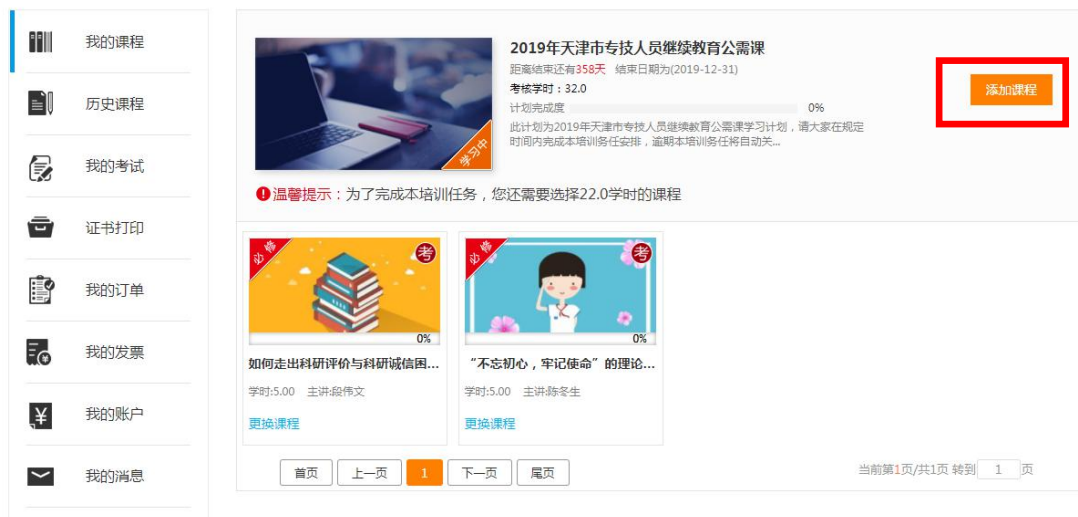 我的课程
历史课程
我的考试
证书打印
我的订单
我的发票
我的账户
我的消息
2019年天津市专技人员继续教育公需课
距离结束还有358天 结束日期为(2019-12-31)
考核学时：32.0
计划完成度 0%
此计划为2019年天津市专技人员继续教育公需课学习计划，请大家在规定
时间内完成本培训务任安排，逾期本培训务任将自动关...
学习中
添加课程
温馨提示：为了完成本培训任务，您还需要选择22.0学时的课程
必修 考
0%
如何走出科研评价与科研诚信困...
学时:5.00 主讲:段伟文
更换课程
必修 考
0%
“不忘初心，牢记使命”的理论...
学时:5.00 主讲:陈冬生
更换课程
首页 上一页 1 下一页 尾页
当前第1页/共1页 转到 1 页